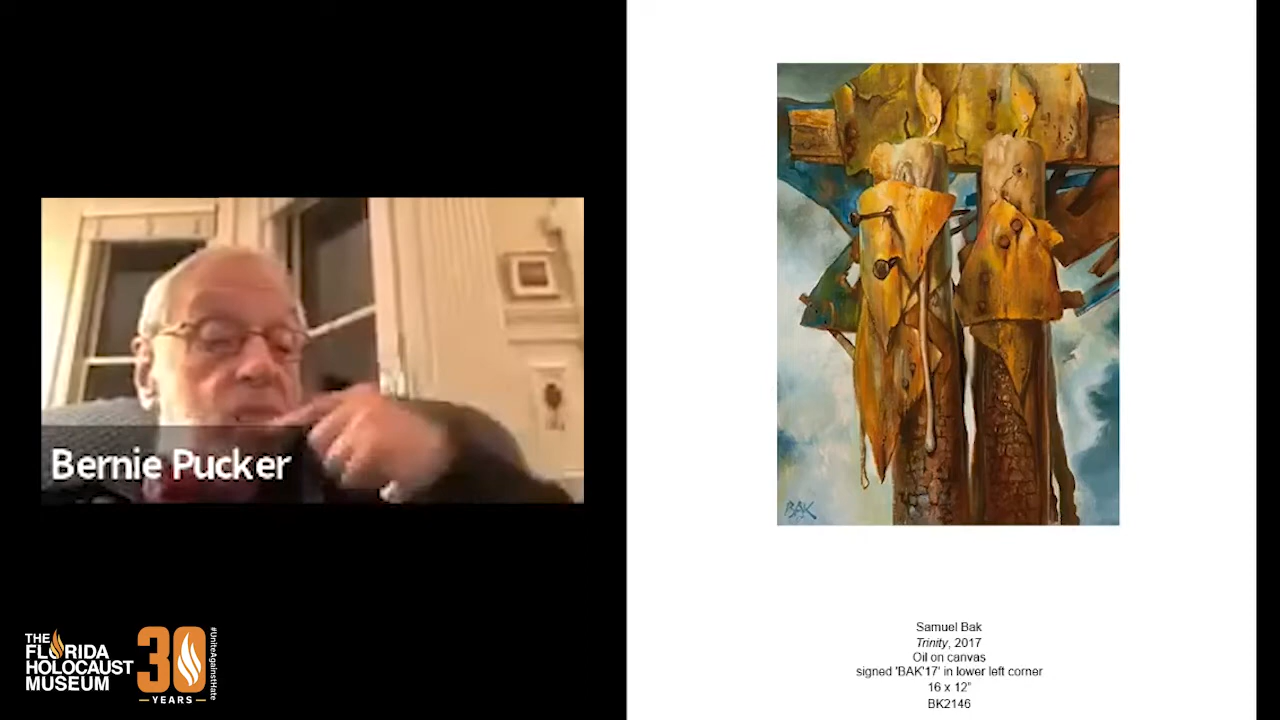 Bernie Pucker
THE
FLORIDA
HOLOCAUST
MUSEUM
30
YEARS
#UniteAgainstHate
BAK
Samuel Bak
Trinity, 2017
Oil on canvas
signed 'BAK'17' in lower left corner
16 x 12"
BK2146